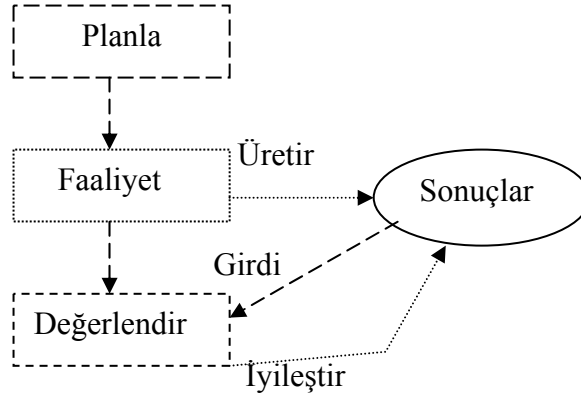 Planla
Üretir
Faaliyet
Sonuçlar
Girdi
Değerlendir
İyileştir